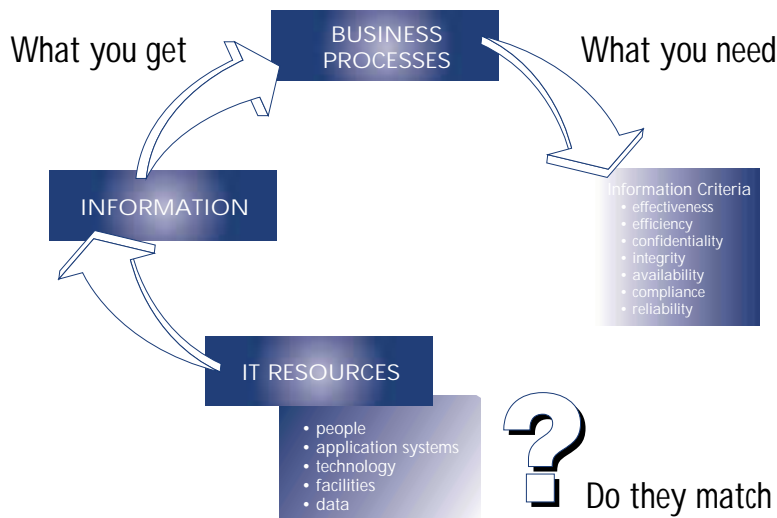 What you get
BUSINESS
PROCESSES
What you need
INFORMATION
Information Criteria
• effectiveness
• efficiency
• confidentiality
• integrity
• availability
• compliance
• reliability
IT RESOURCES
• people
• application systems
• technology
• facilities
• data
?
Do they match